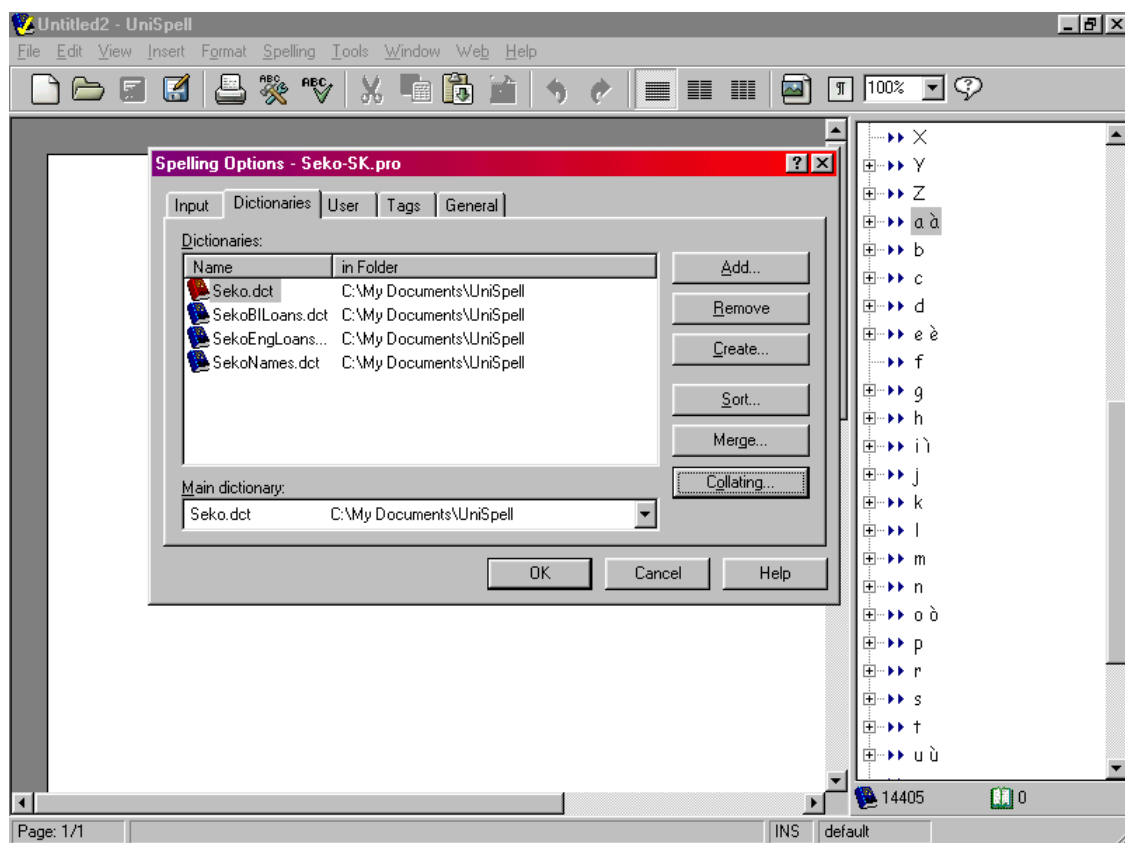 Untitled2 - UniSpell
File Edit View Insert Format Spelling Tools Window Web Help
ABC ABC ¶ 100% ?
Spelling Options - Seko-SK.pro
Input Dictionaries User Tags General
Dictionaries:
Name in Folder
Seko.dct C:\My Documents\UniSpell
SekoBILoans.dct C:\My Documents\UniSpell
SekoEngLoans... C:\My Documents\UniSpell
SekoNames.dct C:\My Documents\UniSpell
Add...
Remove
Create...
Sort...
Merge...
Collating...
Main dictionary:
Seko.dct C:\My Documents\UniSpell
OK Cancel Help
X
Y
Z
a à
b
c
d
e è
f
g
h
i ì
j
k
l
m
n
o ò
p
r
s
t
u ù
14405 0
Page: 1/1 INS default